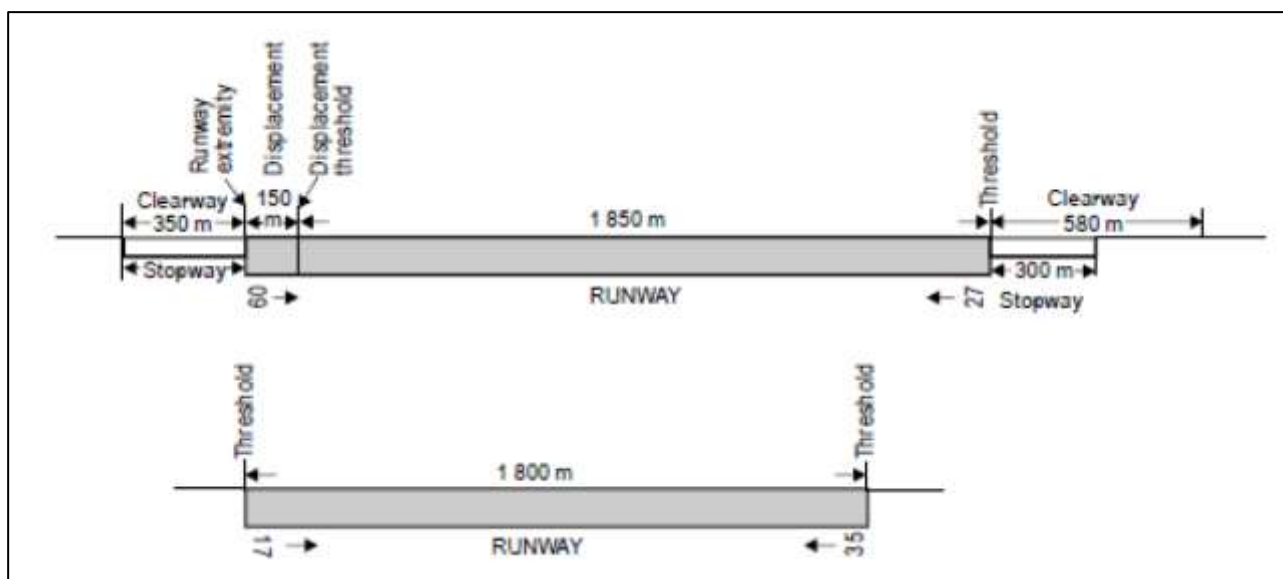 Runway
extremity
Displacement
Displacement
threshold
Threshold
Clearway
350 m
150
m
1 850 m
Clearway
580 m
Stopway
300 m
09
RUNWAY
27
Stopway
Threshold
Threshold
1 800 m
17
RUNWAY
35